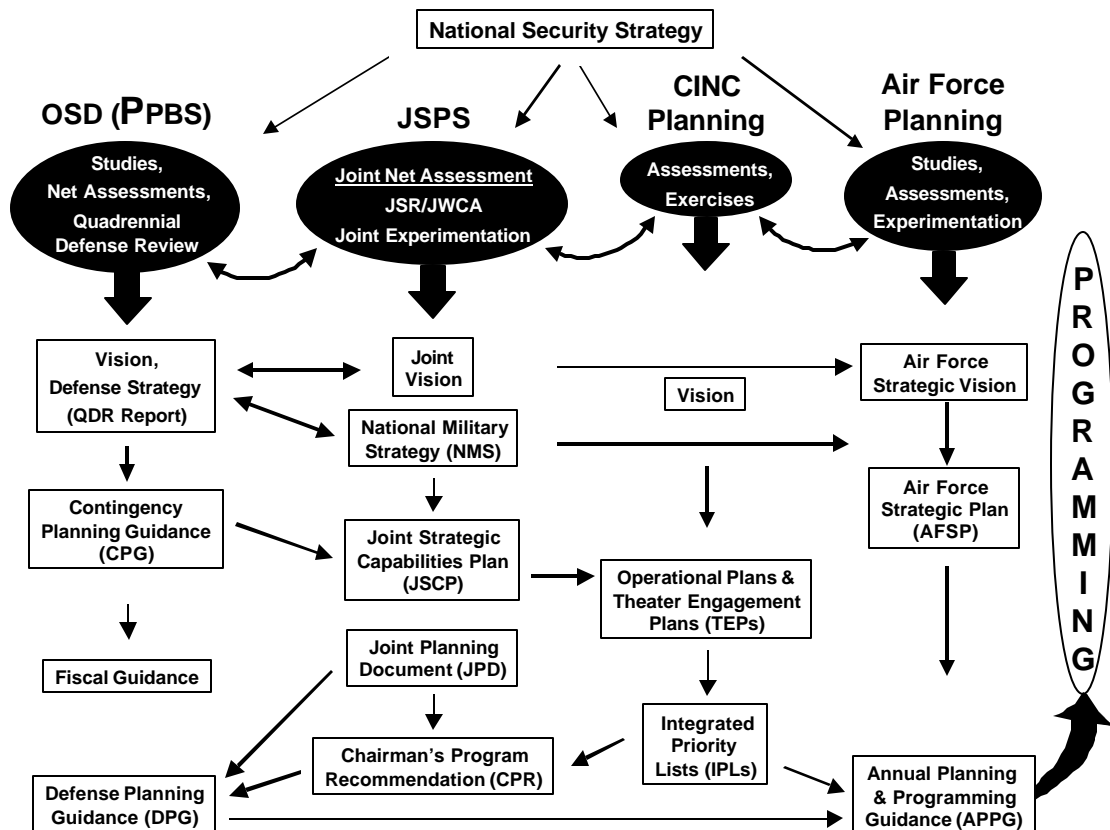 National Security Strategy
OSD (PPBS)
Studies,
Net Assessments,
Quadrennial
Defense Review
Vision,
Defense Strategy
(QDR Report)
Contingency
Planning Guidance
(CPG)
Fiscal Guidance
Defense Planning
Guidance (DPG)
JSPS
Joint Net Assessment
JSR/JWCA
Joint Experimentation
Joint
Vision
National Military
Strategy (NMS)
Joint Strategic
Capabilities Plan
(JSCP)
Joint Planning
Document (JPD)
Chairman's Program
Recommendation (CPR)
CINC
Planning
Assessments,
Exercises
Vision
Operational Plans &
Theater Engagement
Plans (TEPs)
Integrated
Priority
Lists (IPLs)
Air Force
Planning
Studies,
Assessments,
Experimentation
Air Force
Strategic Vision
Air Force
Strategic Plan
(AFSP)
Annual Planning
& Programming
Guidance (APPG)
PROGRAMMING